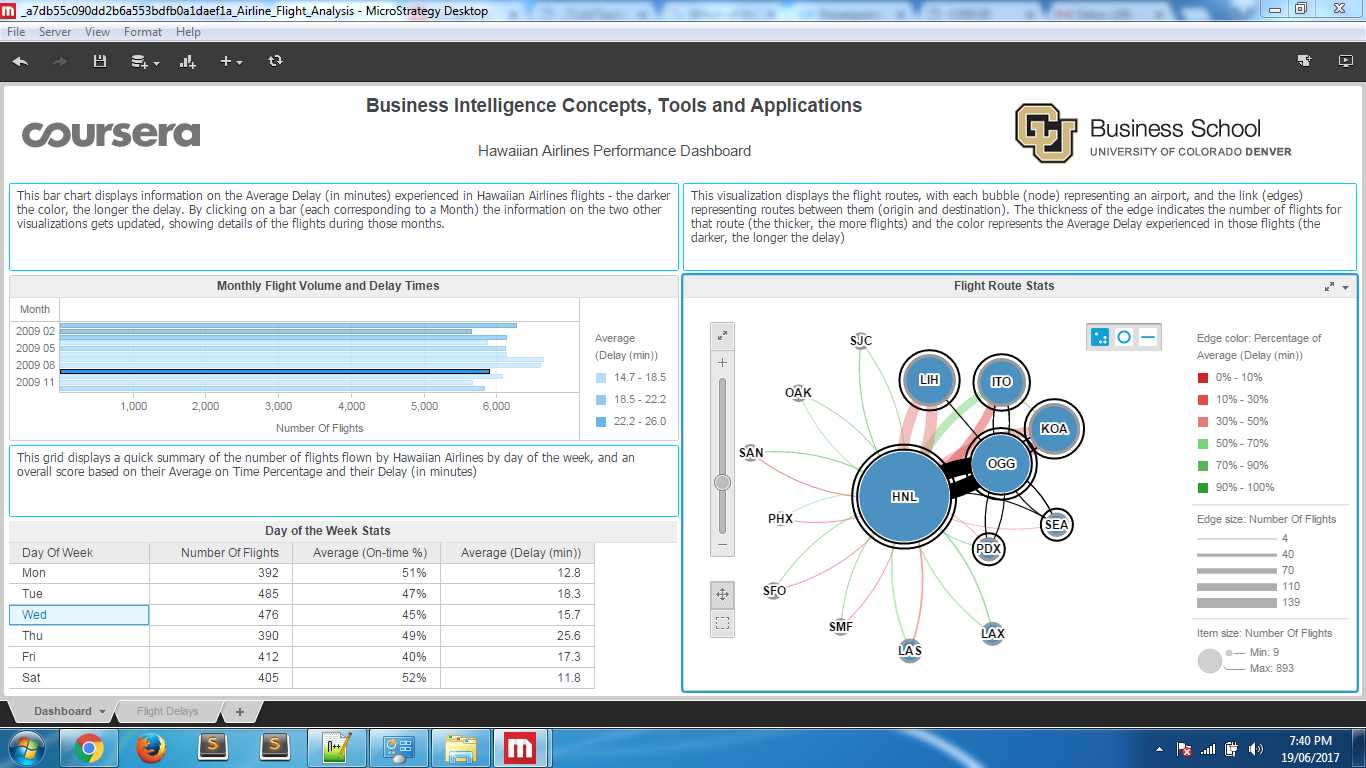 _a7db55c090dd2b6a553bdfb0a1daef1a_Airline_Flight_Analysis - MicroStrategy Desktop
File Server View Format Help
Business Intelligence Concepts, Tools and Applications
coursera
Hawaiian Airlines Performance Dashboard
CU
Business School
UNIVERSITY OF COLORADO DENVER
This bar chart displays information on the Average Delay (in minutes) experienced in Hawaiian Airlines flights - the darker
the color, the longer the delay. By clicking on a bar (each corresponding to a Month) the information on the two other
visualizations gets updated, showing details of the flights during those months.
This visualization displays the flight routes, with each bubble (node) representing an airport, and the link (edges)
representing routes between them (origin and destination). The thickness of the edge indicates the number of flights for
that route (the thicker, the more flights) and the color represents the Average Delay experienced in those flights (the
darker, the longer the delay)
Monthly Flight Volume and Delay Times
Month
2009 02
2009 05
2009 08
2009 11
1,000 2,000 3,000 4,000 5,000 6,000
Number Of Flights
Average
(Delay (min))
14.7 - 18.5
18.5 - 22.2
22.2 - 26.0
This grid displays a quick summary of the number of flights flown by Hawaiian Airlines by day of the week, and an
overall score based on their Average on Time Percentage and their Delay (in minutes)
Day of the Week Stats
Day Of Week Number Of Flights Average (On-time %) Average (Delay (min))
Mon 392 51% 12.8
Tue 485 47% 18.3
Wed 476 45% 15.7
Thu 390 49% 25.6
Fri 412 40% 17.3
Sat 405 52% 11.8
Flight Route Stats
SJC
LIH
ITO
OAK
KOA
SAN
OGG
HNL
PHX
SEA
PDX
SFO
SMF
LAX
LAS
Edge color: Percentage of
Average (Delay (min))
0% - 10%
10% - 30%
30% - 50%
50% - 70%
70% - 90%
90% - 100%
Edge size: Number Of Flights
4
40
70
110
139
Item size: Number Of Flights
Min: 9
Max: 893
Dashboard Flight Delays +
7:40 PM
19/06/2017